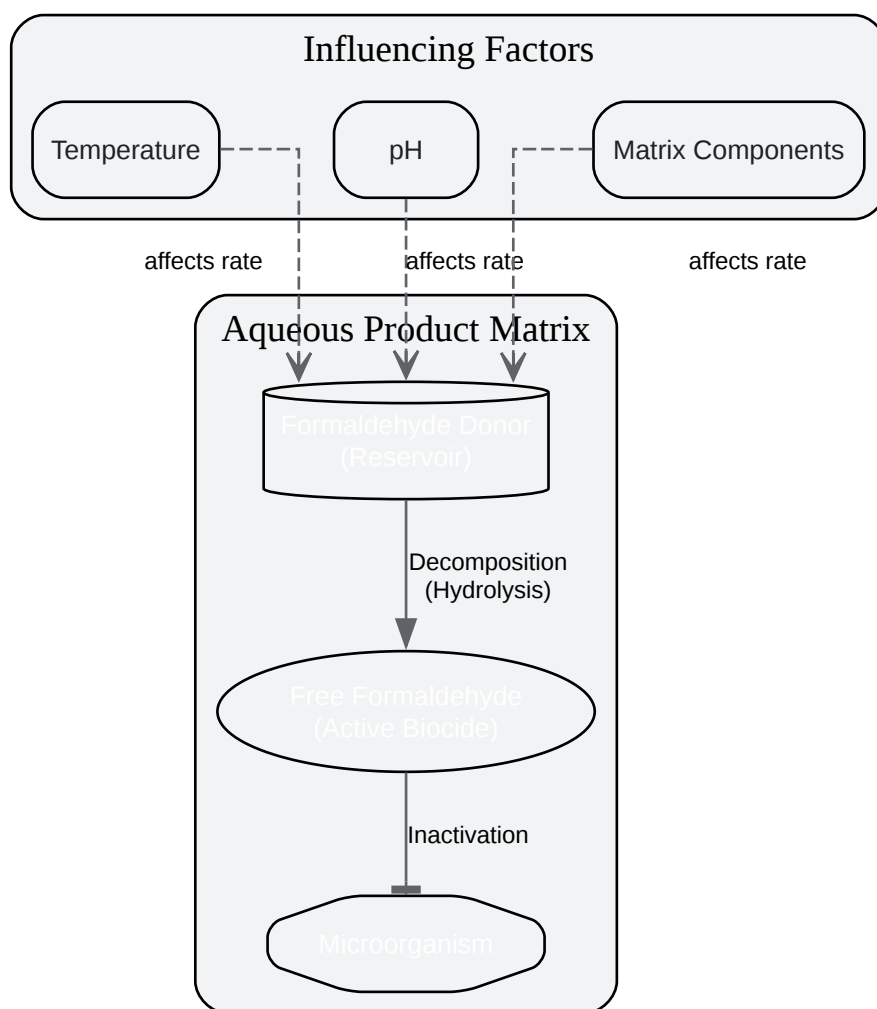 Influencing Factors
Temperature
pH
Matrix Components
affects rate
affects rate
affects rate
Aqueous Product Matrix
Formaldehyde Donor
(Reservoir)
Decomposition
(Hydrolysis)
Free Formaldehyde
(Active Biocide)
Inactivation
Microorganism